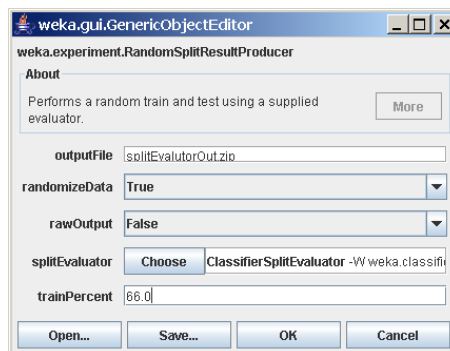 weka.gui.GenericObjectEditor
weka.experiment.RandomSplitResultProducer
About
Performs a random train and test using a supplied
evaluator.
More
outputFile splitEvalutorOut.zip
randomizeData True
rawOutput False
splitEvaluator Choose ClassifierSplitEvaluator -W weka.classifi
trainPercent 66.0
Open... Save... OK Cancel